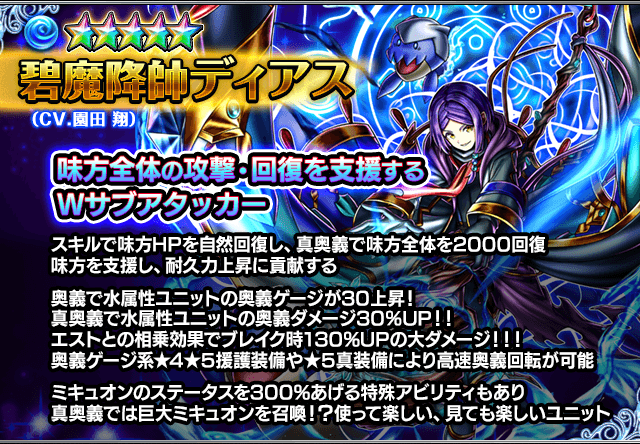 碧魔降帥ディアス
(CV.園田 翔)
味方全体の攻撃・回復を支援する
Wサブアタッカー
スキルで味方HPを自然回復し、真奥義で味方全体を2000回復
味方を支援し、耐久力上昇に貢献する
奥義で水属性ユニットの奥義ゲージが30上昇!
真奥義で水属性ユニットの奥義ダメージ30%UP!!
エストとの相乗効果でブレイク時130%UPの大ダメージ!!!
奥義ゲージ系★4★5援護装備や★5真装備により高速奥義回転が可能
ミキュオンのステータスを300%あげる特殊アビリティもあり
真奥義では巨大ミキュオンを召喚!?使って楽しい、見ても楽しいユニット